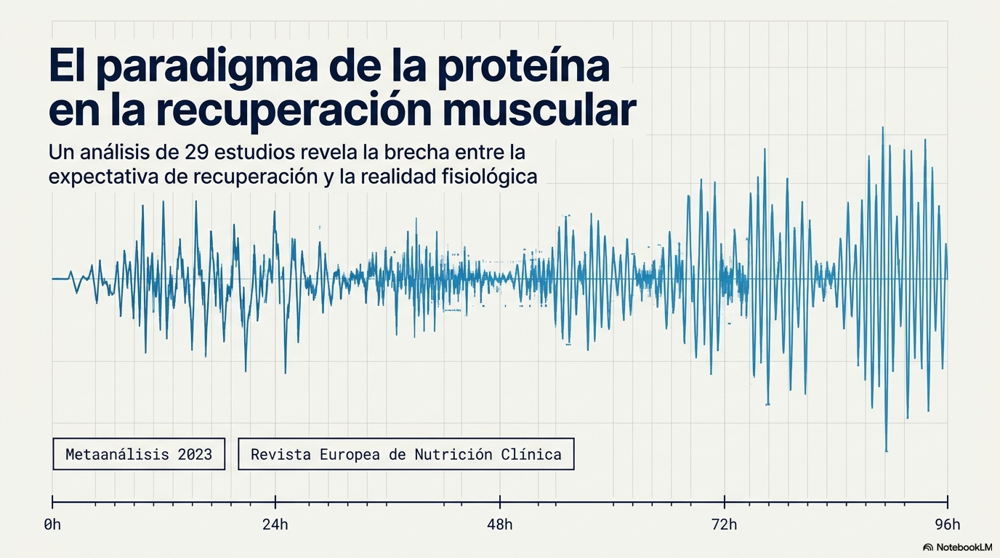 El paradigma de la proteína
en la recuperación muscular
Un análisis de 29 estudios revela la brecha entre la
expectativa de recuperación y la realidad fisiológica
Metaanálisis 2023
Revista Europea de Nutrición Clínica
0h
24h
48h
72h
96h
NotebookLM